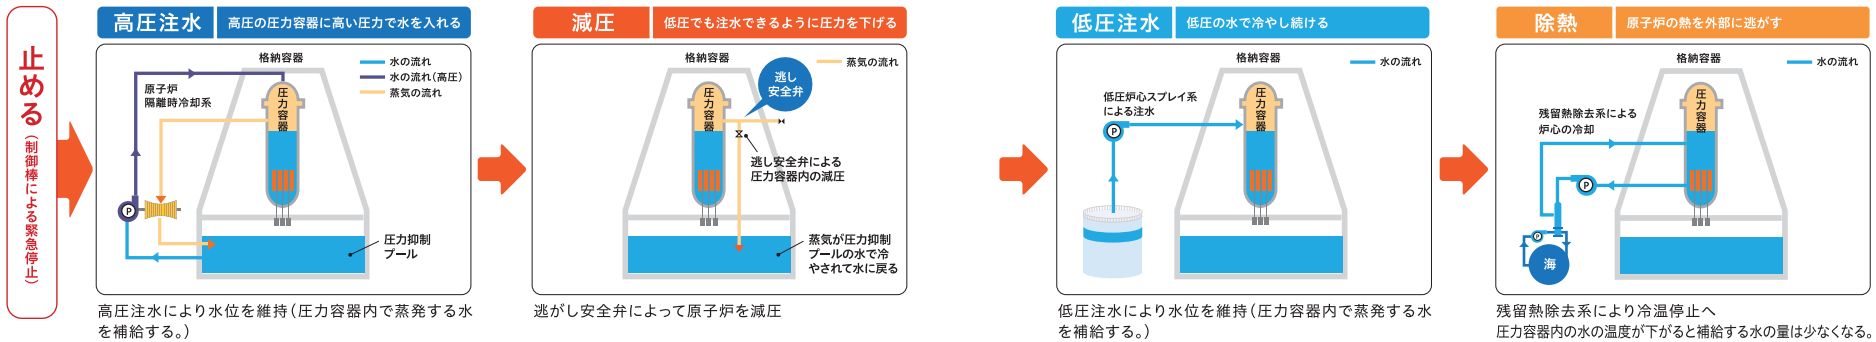 止める
(制御棒による緊急停止)
高圧注水
高圧の圧力容器に高い圧力で水を入れる
格納容器
水の流れ
水の流れ(高圧)
蒸気の流れ
原子炉
隔離時冷却系
圧力容器
P
圧力抑制
プール
高圧注水により水位を維持(圧力容器内で蒸発する水
を補給する。)
減圧
低圧でも注水できるように圧力を下げる
格納容器
蒸気の流れ
逃し
安全弁
圧力容器
逃し安全弁による
圧力容器内の減圧
蒸気が圧力抑制
プールの水で冷
やされて水に戻る
逃がし安全弁によって原子炉を減圧
低圧注水
低圧の水で冷やし続ける
格納容器
水の流れ
低圧炉心スプレイ系
による注水
P
圧力容器
低圧注水により水位を維持(圧力容器内で蒸発する水
を補給する。)
除熱
原子炉の熱を外部に逃がす
格納容器
水の流れ
残留熱除去系による
炉心の冷却
圧力容器
P
P
海
残留熱除去系により冷温停止へ
圧力容器内の水の温度が下がると補給する水の量は少なくなる。